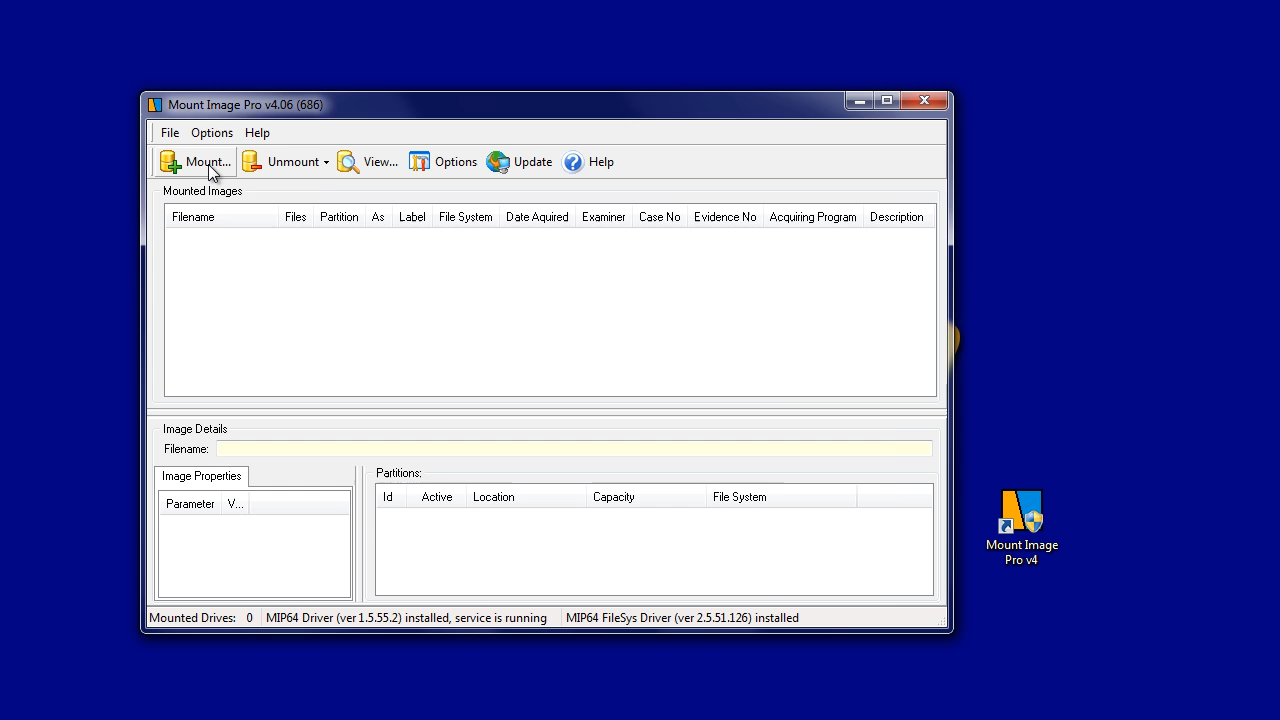 Mount Image Pro v4.06 (686)
File Options Help
Mount... Unmount View... Options Update Help
Mounted Images
Filename Files Partition As Label File System Date Aquired Examiner Case No Evidence No Acquiring Program Description
Image Details
Filename:
Image Properties
Parameter V...
Partitions:
Id Active Location Capacity File System
Mount Image
Pro v4
Mounted Drives: 0 MIP64 Driver (ver 1.5.55.2) installed, service is running MIP64 FileSys Driver (ver 2.5.51.126) installed